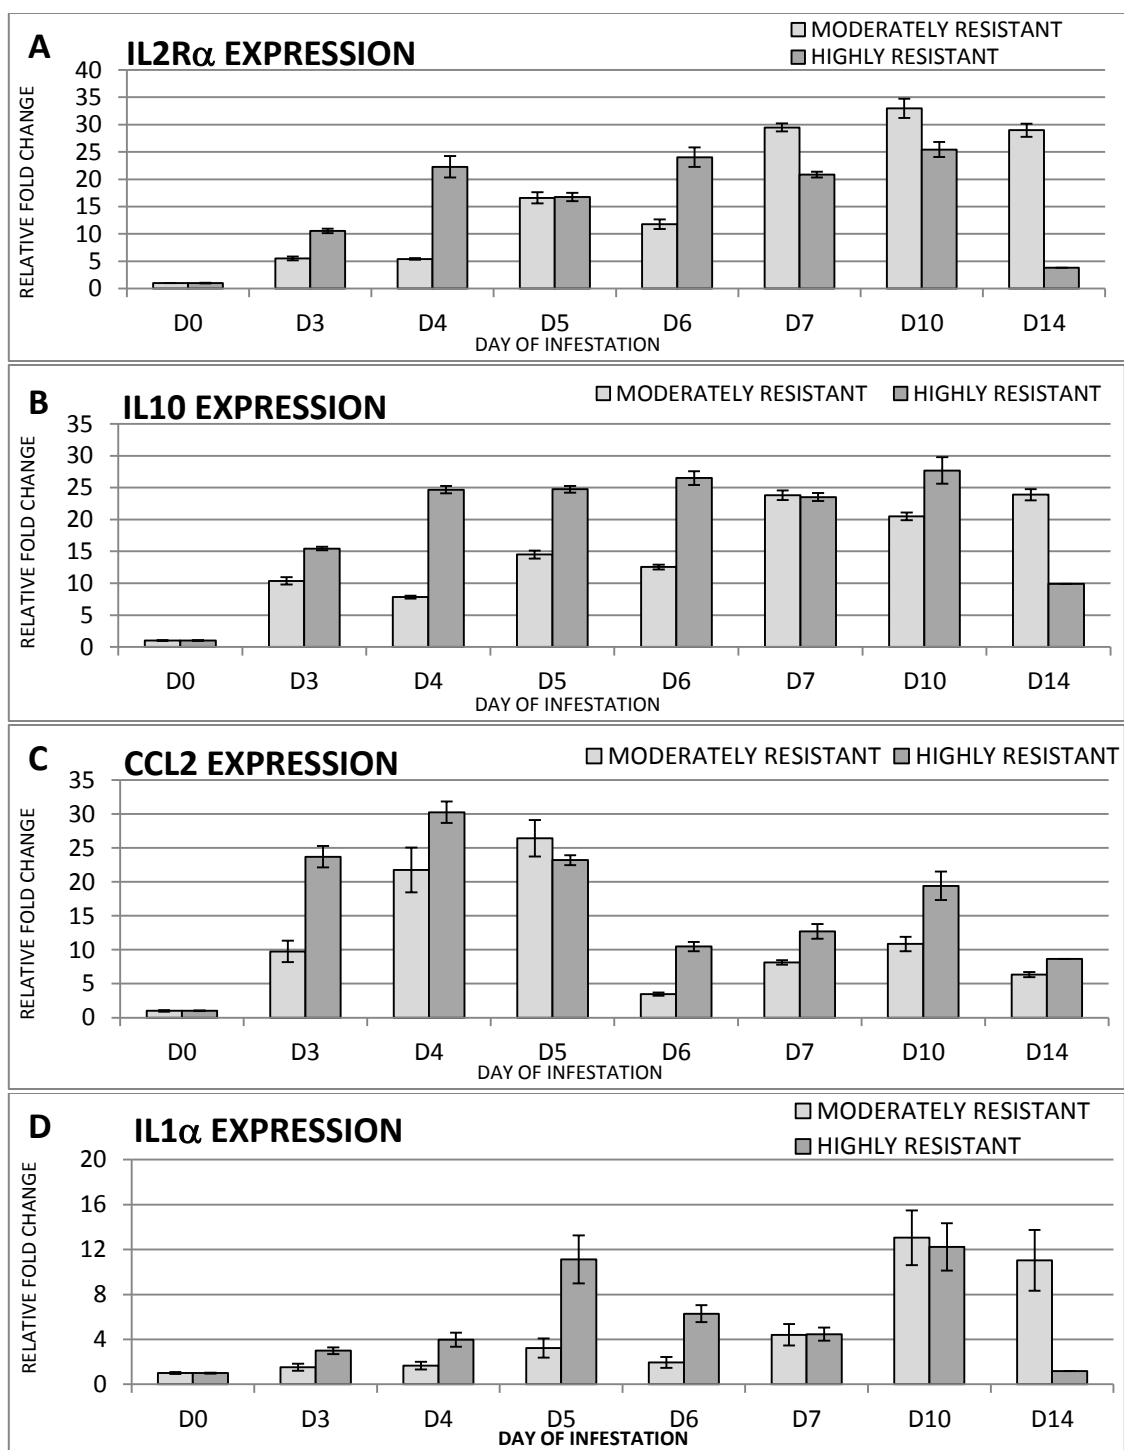 A
IL2Rα EXPRESSION
MODERATELY RESISTANT
HIGHLY RESISTANT
RELATIVE FOLD CHANGE
40
35
30
25
20
15
10
5
0
D0 D3 D4 D5 D6 D7 D10 D14
DAY OF INFESTATION
B
IL10 EXPRESSION
MODERATELY RESISTANT HIGHLY RESISTANT
RELATIVE FOLD CHANGE
35
30
25
20
15
10
5
0
D0 D3 D4 D5 D6 D7 D10 D14
DAY OF INFESTATION
C
CCL2 EXPRESSION
MODERATELY RESISTANT HIGHLY RESISTANT
RELATIVE FOLD CHANGE
35
30
25
20
15
10
5
0
D0 D3 D4 D5 D6 D7 D10 D14
DAY OF INFESTATION
D
IL1α EXPRESSION
MODERATELY RESISTANT
HIGHLY RESISTANT
RELATIVE FOLD CHANGE
20
16
12
8
4
0
D0 D3 D4 D5 D6 D7 D10 D14
DAY OF INFESTATION